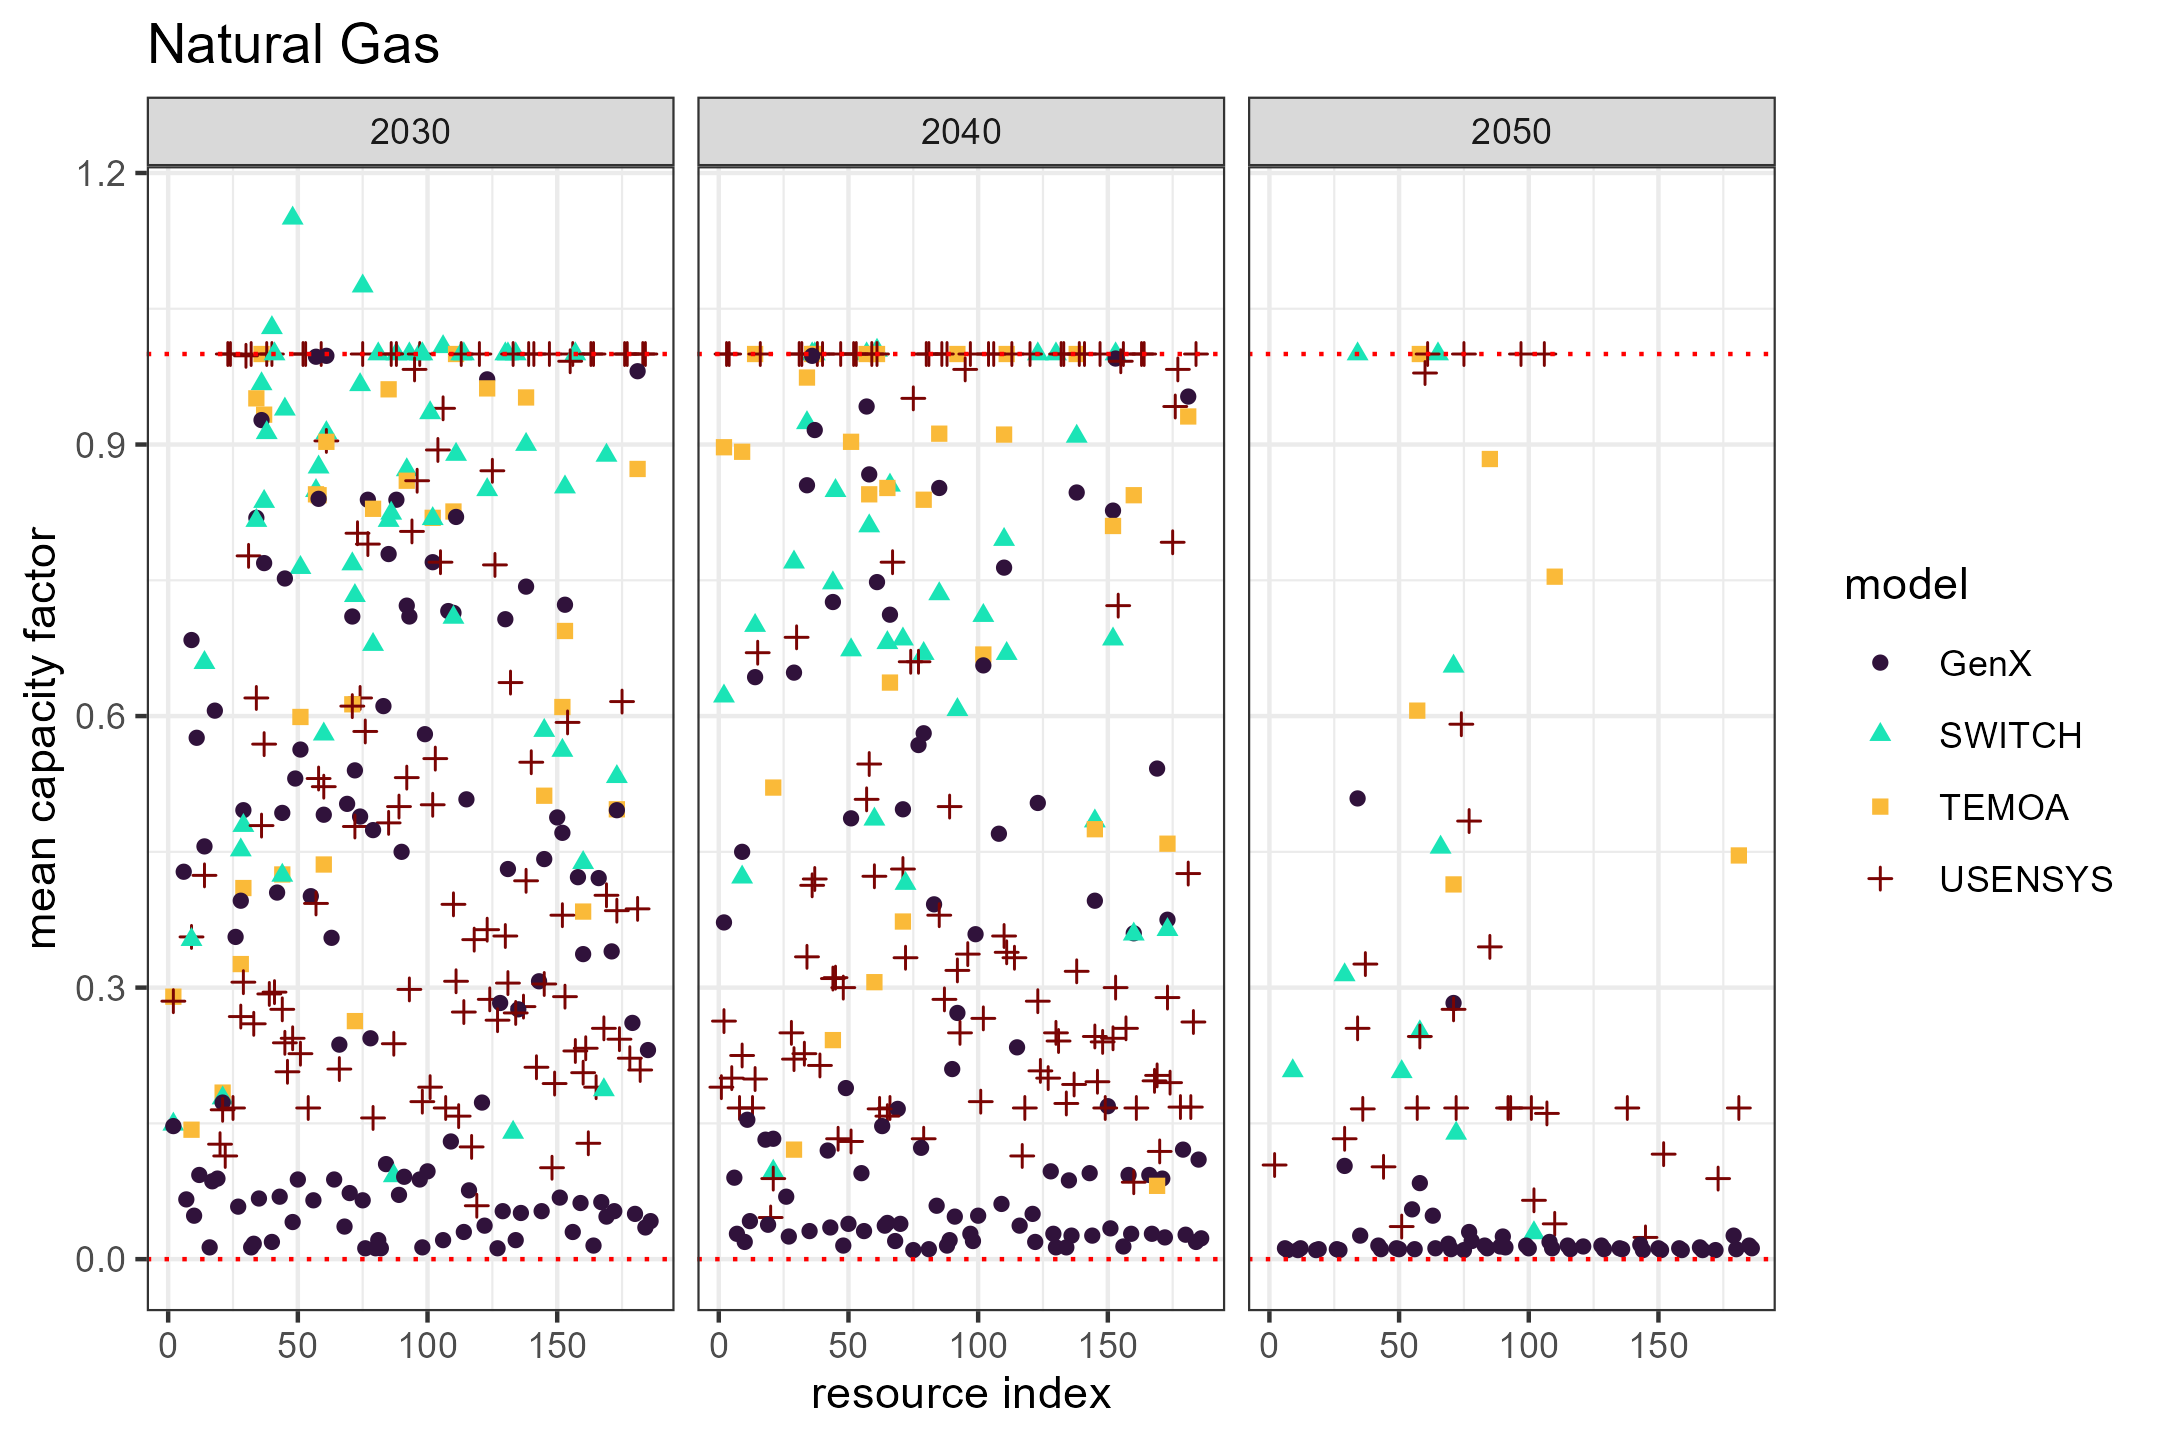 Natural Gas
2030 2040 2050
1.2
0.9
0.6
0.3
0.0
mean capacity factor
0 50 100 150 0 50 100 150 0 50 100 150
resource index
model
GenX
SWITCH
TEMOA
USENSYS